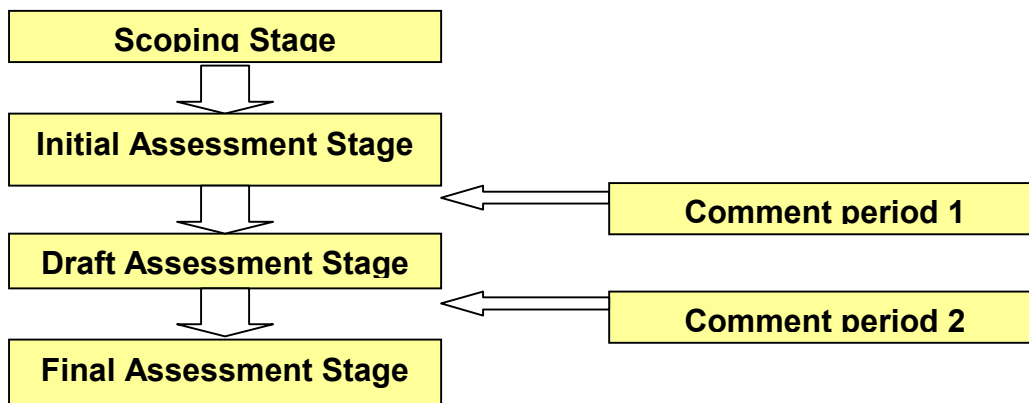 Scoping Stage
Initial Assessment Stage
Comment period 1
Draft Assessment Stage
Comment period 2
Final Assessment Stage